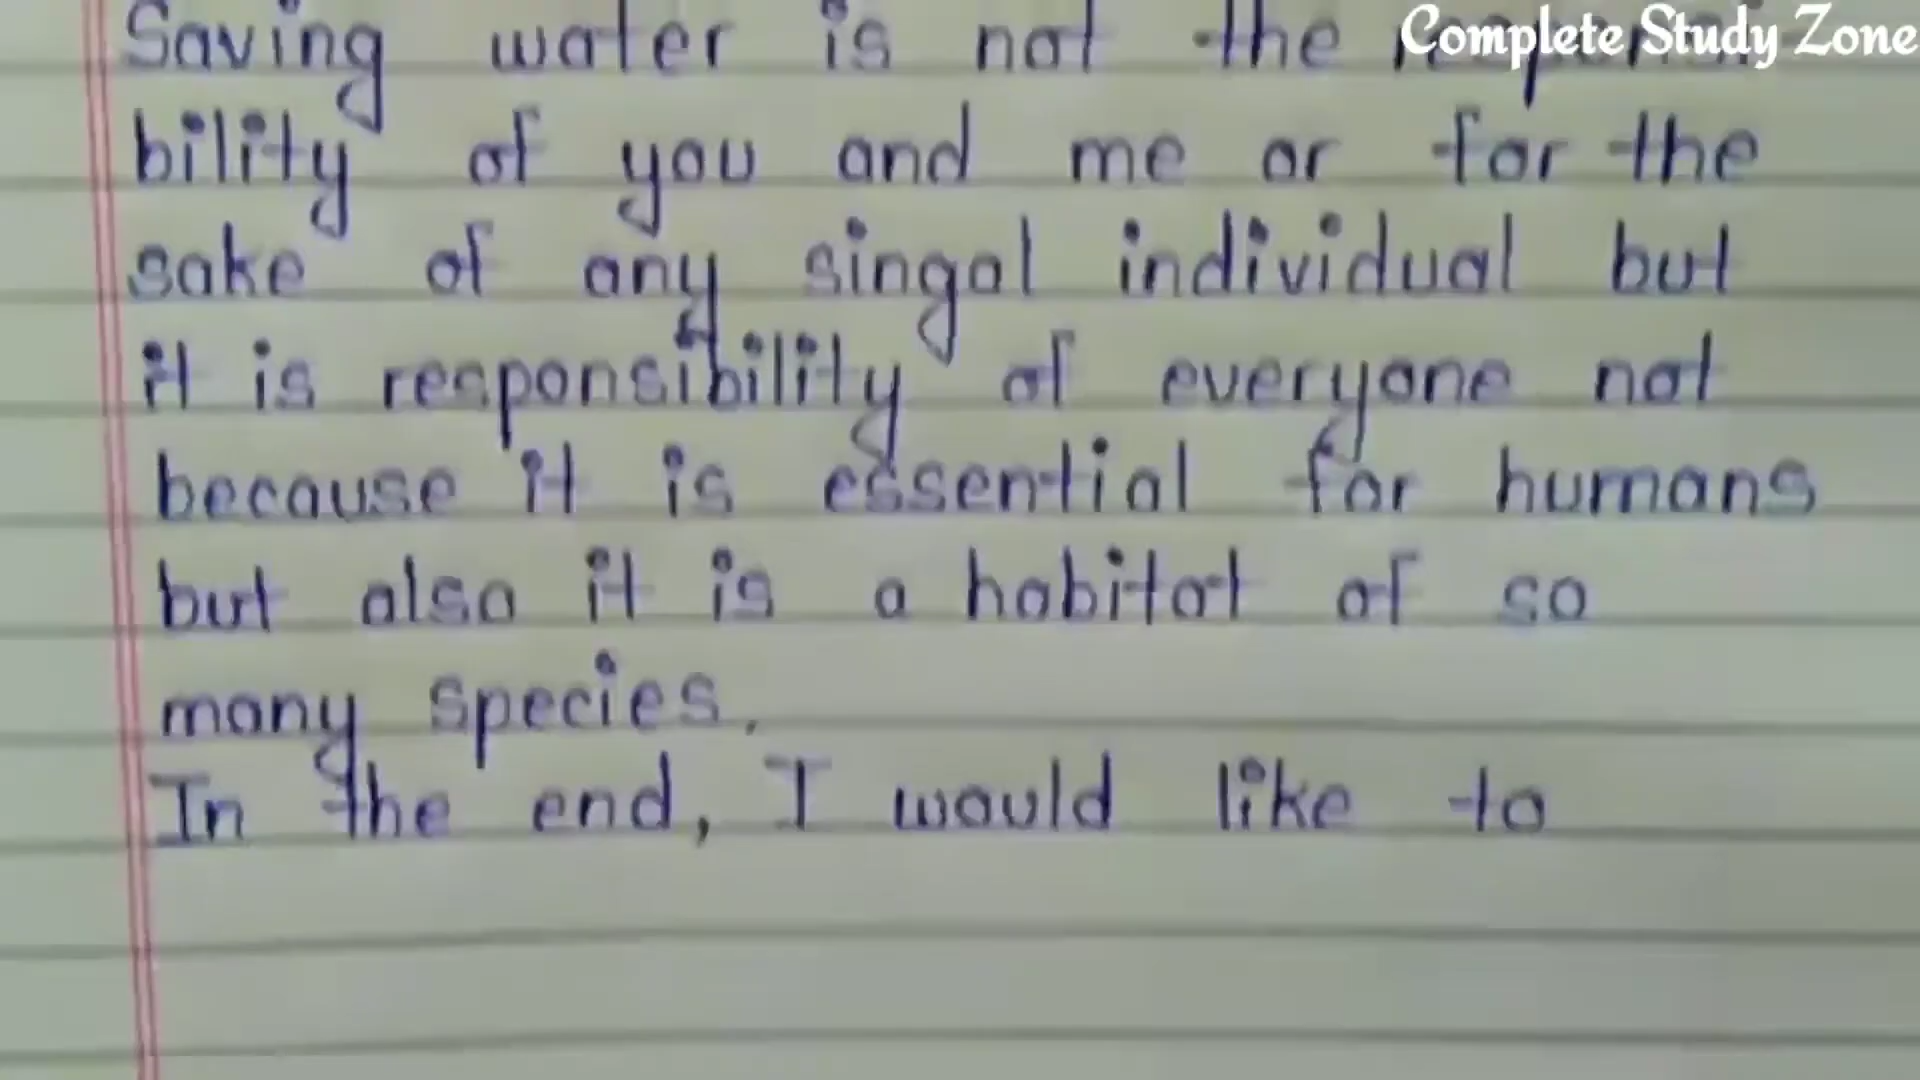 Saving water is not the responsi
Complete Study Zone
bility of you and me or for the
sake of any singal individual but
it is responsibility of everyone not
because it is essential for humans
but also it is a habitat of so
many species.
In the end, I would like to